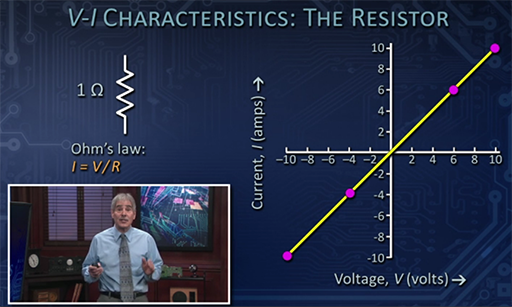 V-I CHARACTERISTICS: THE RESISTOR
1 Ω
Ohm's law:
I = V/R
Current, I (amps) →
10
8
6
4
2
-2
-4
-6
-8
-10
−10 −8 −6 −4 −2 2 4 6 8 10
Voltage, V (volts) →